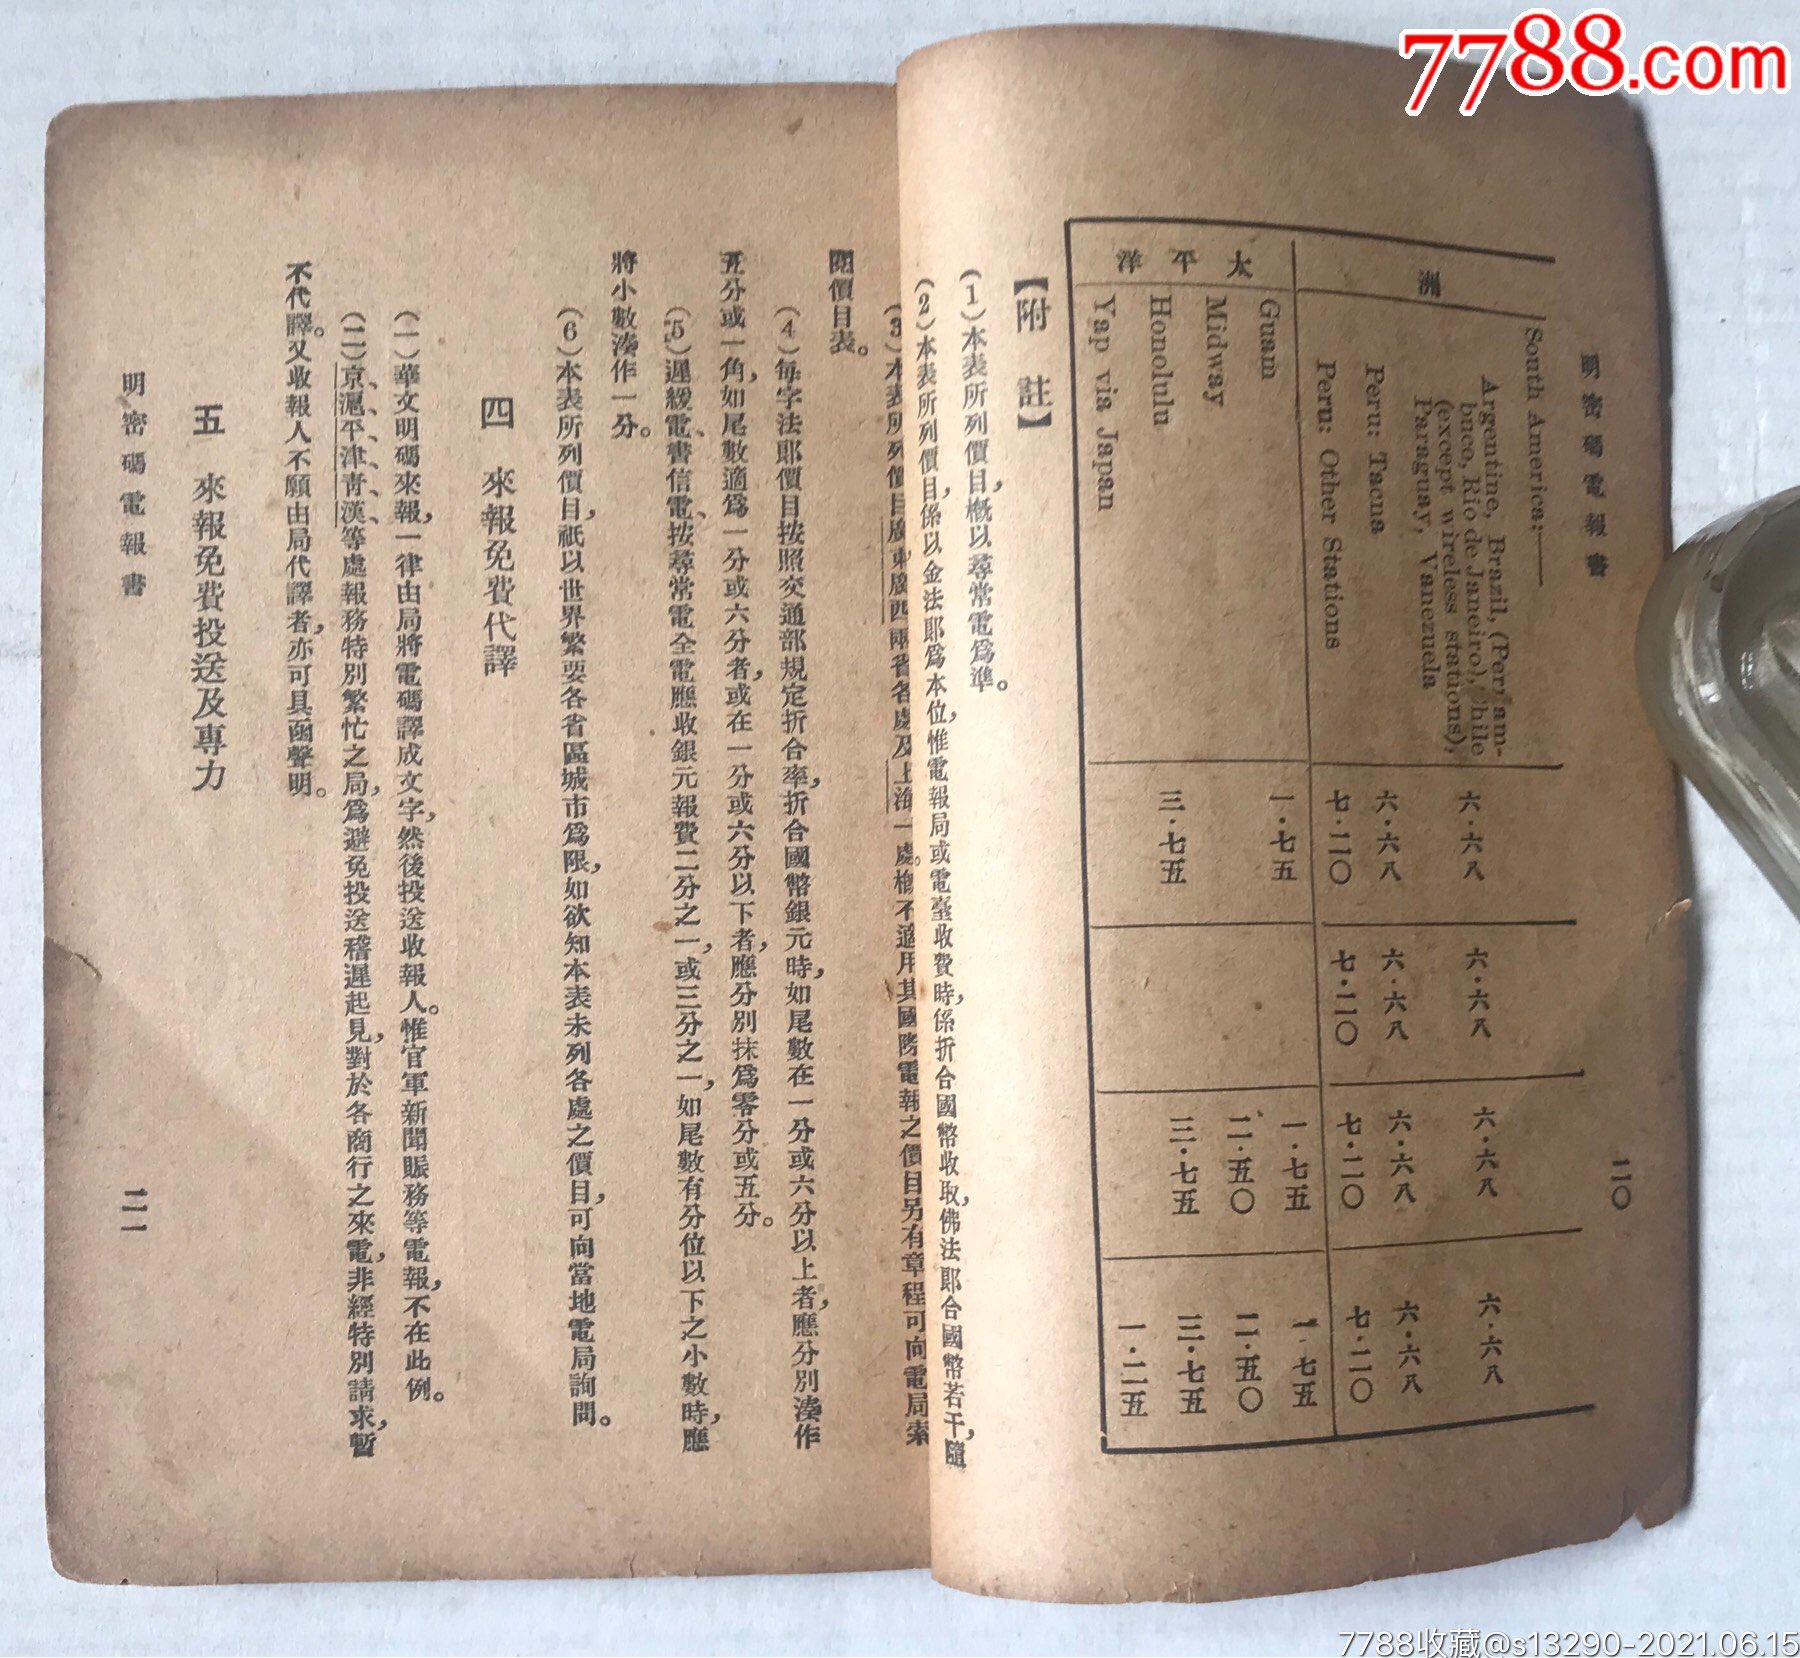 7788.com
明密碼電報書
二〇
洲
South America:——
Argentine, Brazil, (Pernam-
buco, Rio de Janeiro), Chile
(except wireless stations),
Paraguay, Vanezuela
六·六八 六·六八 六·六八 六·六八
Peru: Tacna
六·六八 六·六八 六·六八 六·六八
Peru: Other Stations
七·二〇 七·二〇 七·二〇 七·二〇
太平洋
Guam
一·七五 一·七五 一·七五
Midway
二·五〇 二·五〇
Honolulu
三·七五 三·七五 三·七五
Yap via Japan
一·二五
【附註】
(1)本表所列價目，概以尋常電爲準。
(2)本表所列價目，係以金法郎爲本位，惟電報局或電臺收費時，係折合國幣收取，佛法郎合國幣若干，隨
(3)本表所列價目廣東廣西兩省各處及上海一處，概不適用其國際電報之價目另有章程可向電局索
閱價目表。
(4)每字法郎價目按照交通部規定折合率，折合國幣銀元時，如尾數在一分或六分以上者，應分別湊作
五分或一角，如尾數適爲一分或六分者，或在一分或六分以下者，應分別抹爲零分或五分。
(5)遲緩電、書信電、按尋常電全電應收銀元報費二分之一，或三分之一，如尾數有分位以下之小數時，應
將小數湊作一分。
(6)本表所列價目，祇以世界繁要各省區城市爲限，如欲知本表未列各處之價目，可向當地電局詢問。
四 來報免費代譯
(一)華文明碼來報，一律由局將電碼譯成文字，然後投送收報人。惟官軍新聞賑務等電報，不在此例。
(二)京、滬、平、津、青、漢、等處報務特別繁忙之局，爲避免投送稽遲起見，對於各商行之來電，非經特別請求，暫
不代譯。又收報人不願由局代譯者，亦可具函聲明。
五 來報免費投送及專力
明密碼電報書
二一
7788收藏@s13290-2021.06.15